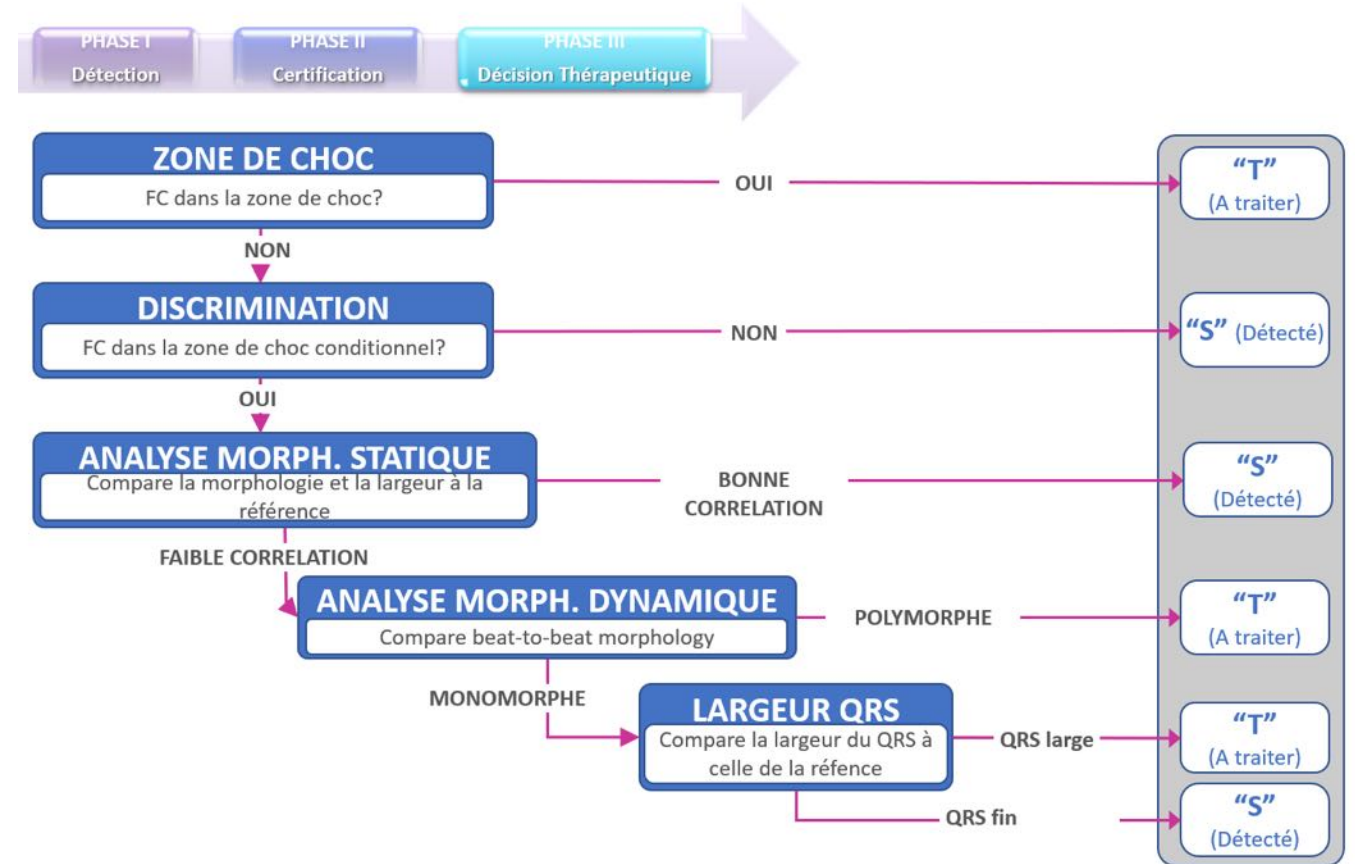 PHASE I
Détection
PHASE II
Certification
PHASE III
Décision Thérapeutique
ZONE DE CHOC
FC dans la zone de choc?
OUI
“T”
(A traiter)
NON
DISCRIMINATION
FC dans la zone de choc conditionnel?
NON
“S” (Détecté)
OUI
ANALYSE MORPH. STATIQUE
Compare la morphologie et la largeur à la
référence
BONNE
CORRELATION
“S”
(Détecté)
FAIBLE CORRELATION
ANALYSE MORPH. DYNAMIQUE
Compare beat-to-beat morphology
POLYMORPHE
“T”
(A traiter)
MONOMORPHE
LARGEUR QRS
Compare la largeur du QRS à
celle de la réfence
QRS large
“T”
(A traiter)
QRS fin
“S”
(Détecté)